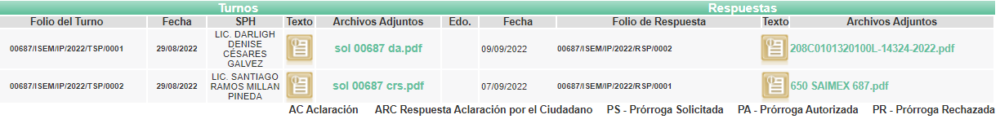 Turnos Respuestas
Folio del Turno Fecha SPH Texto Archivos Adjuntos Edo. Fecha Folio de Respuesta Texto Archivos Adjuntos
00687/ISEM/IP/2022/TSP/0001 29/08/2022 LIC. DARLIGH
DENISE
CÉSARES
GALVEZ
sol 00687 da.pdf 09/09/2022 00687/ISEM/IP/2022/RSP/0002 208C0101320100L-14324-2022.pdf
00687/ISEM/IP/2022/TSP/0002 29/08/2022 LIC. SANTIAGO
RAMOS MILLAN
PINEDA
sol 00687 crs.pdf 07/09/2022 00687/ISEM/IP/2022/RSP/0001 650 SAIMEX 687.pdf
AC Aclaración ARC Respuesta Aclaración por el Ciudadano PS - Prórroga Solicitada PA - Prórroga Autorizada PR - Prórroga Rechazada